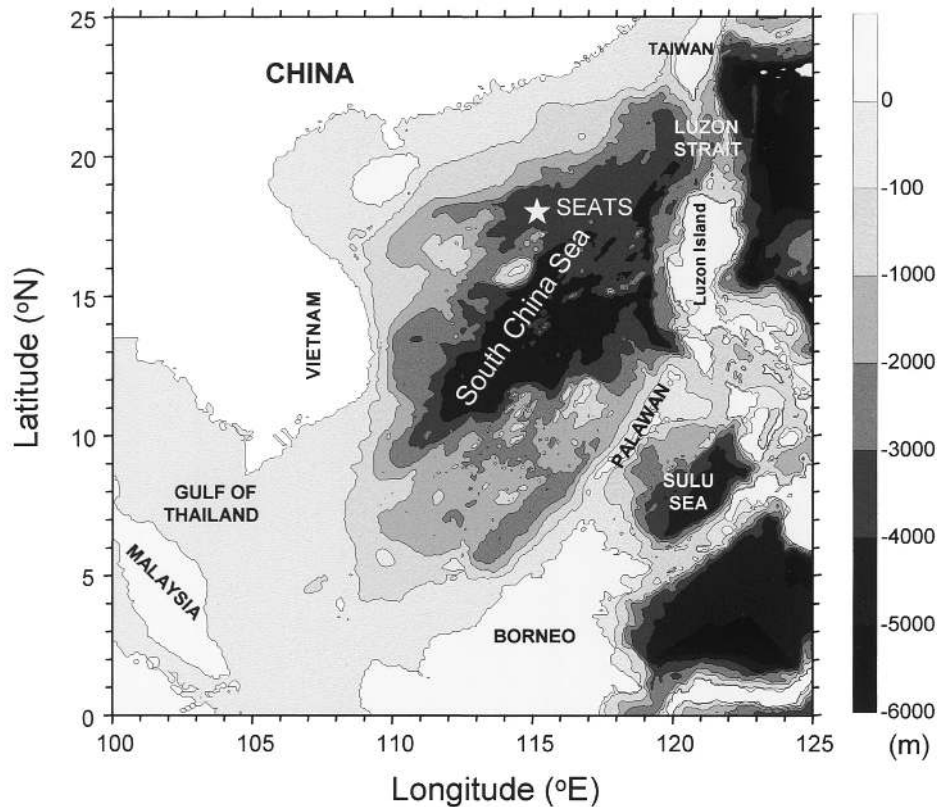 25
20
15
10
5
0
Latitude (ºN)
100
105
110
115
120
125
Longitude (ºE)
CHINA
TAIWAN
LUZON
STRAIT
SEATS
Luzon Island
South China Sea
VIETNAM
PALAWAN
SULU
SEA
GULF OF
THAILAND
MALAYSIA
BORNEO
0
-100
-1000
-2000
-3000
-4000
-5000
-6000
(m)